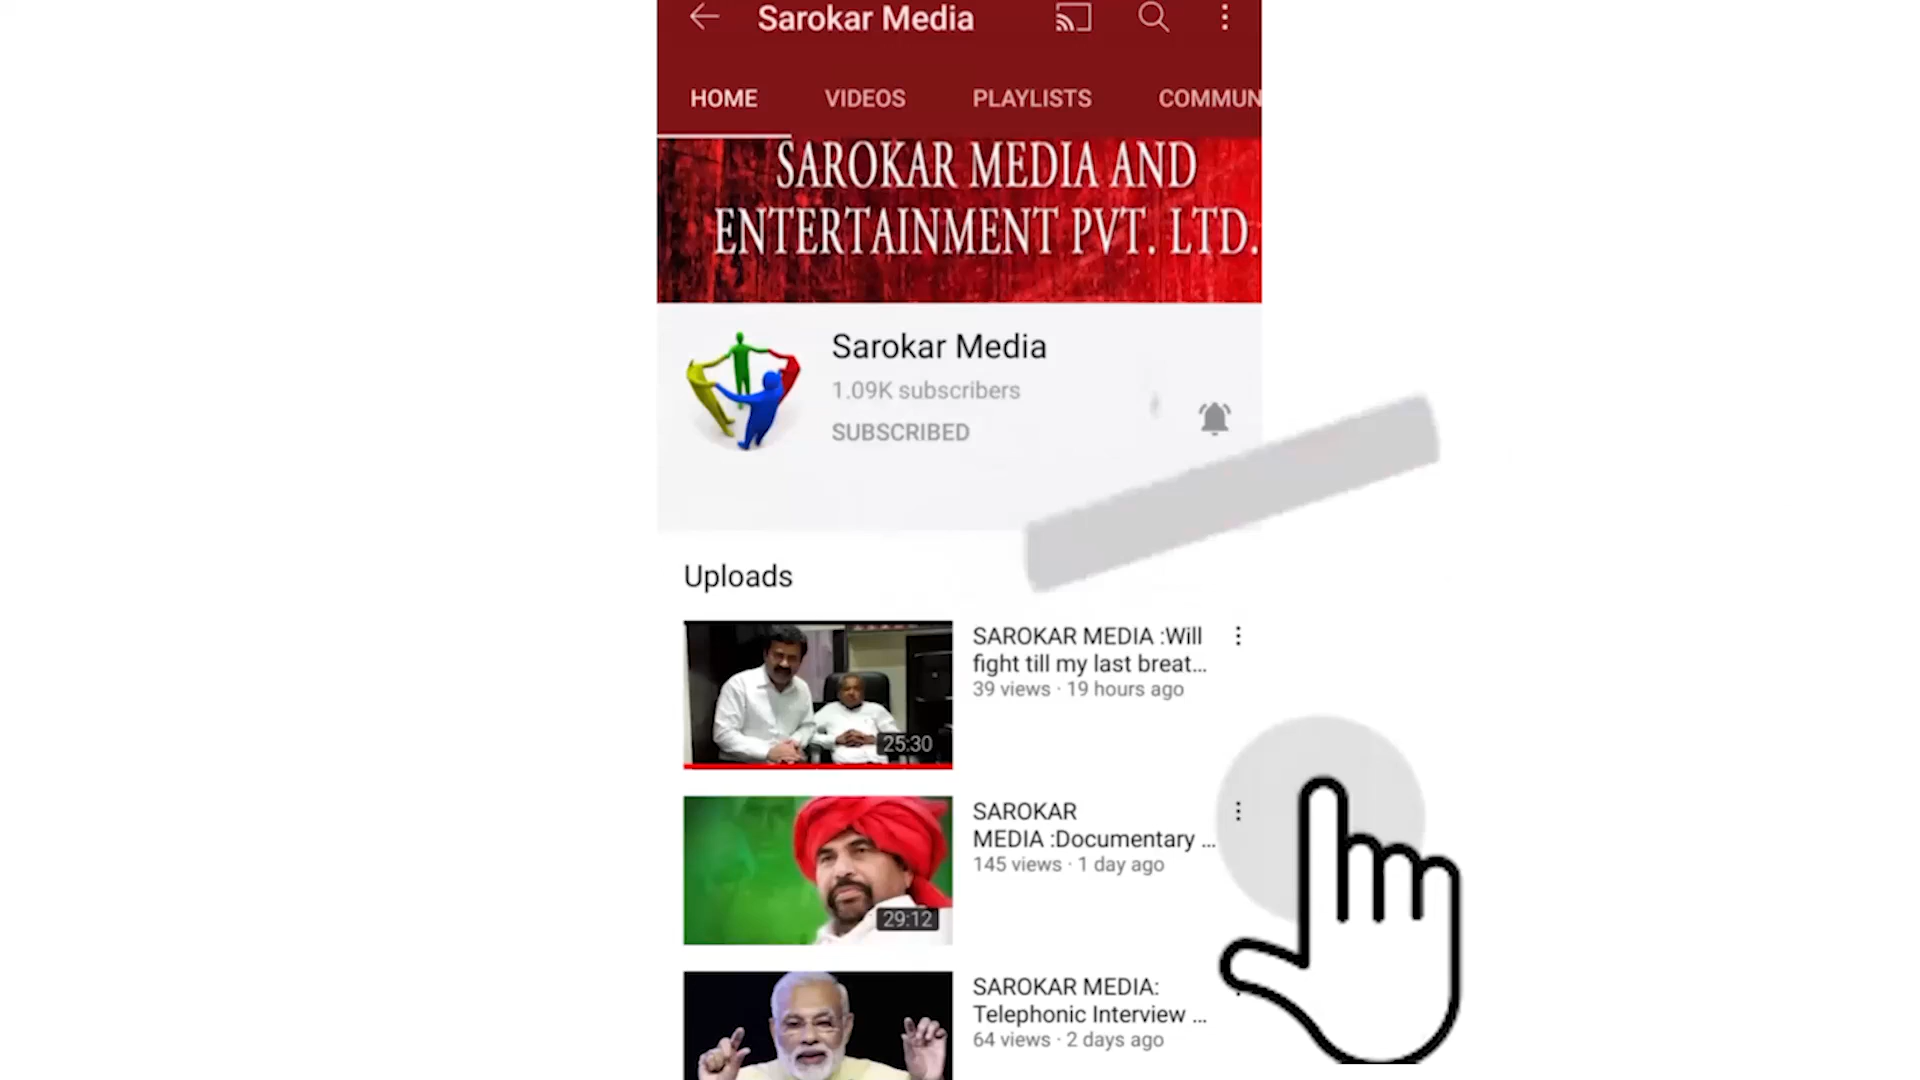 Sarokar Media
HOME VIDEOS PLAYLISTS COMMUN
SAROKAR MEDIA AND
ENTERTAINMENT PVT. LTD.
Sarokar Media
1.09K subscribers
SUBSCRIBED
Uploads
SAROKAR MEDIA :Will
fight till my last breat...
39 views · 19 hours ago
25:30
SAROKAR
MEDIA :Documentary ...
145 views · 1 day ago
29:12
SAROKAR MEDIA:
Telephonic Interview ...
64 views · 2 days ago